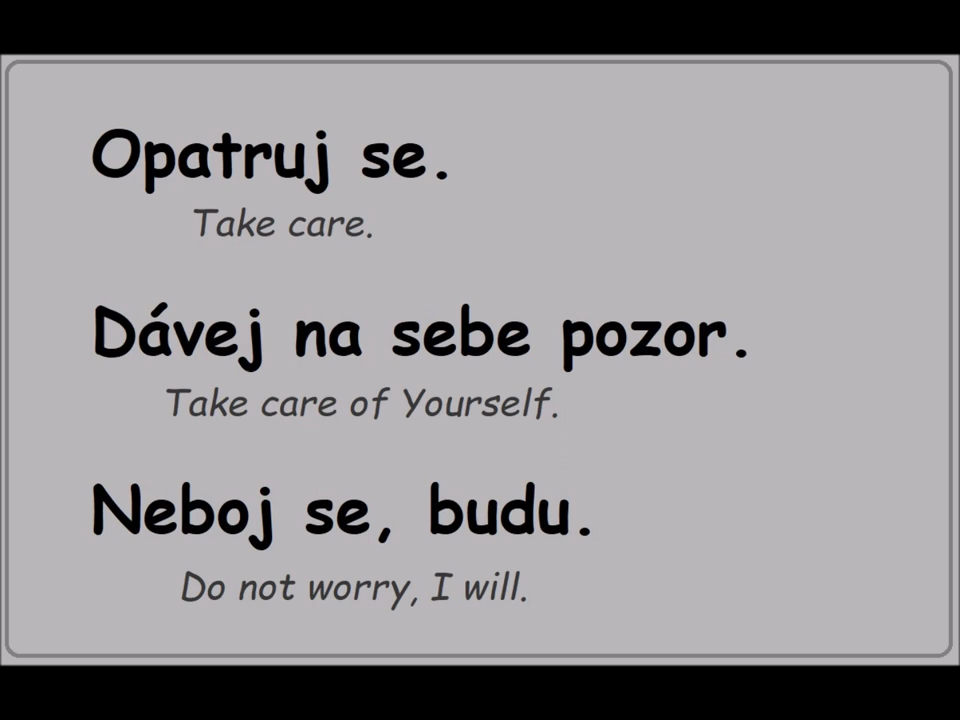 Opatruj se.
Take care.
Dávej na sebe pozor.
Take care of Yourself.
Neboj se, budu.
Do not worry, I will.